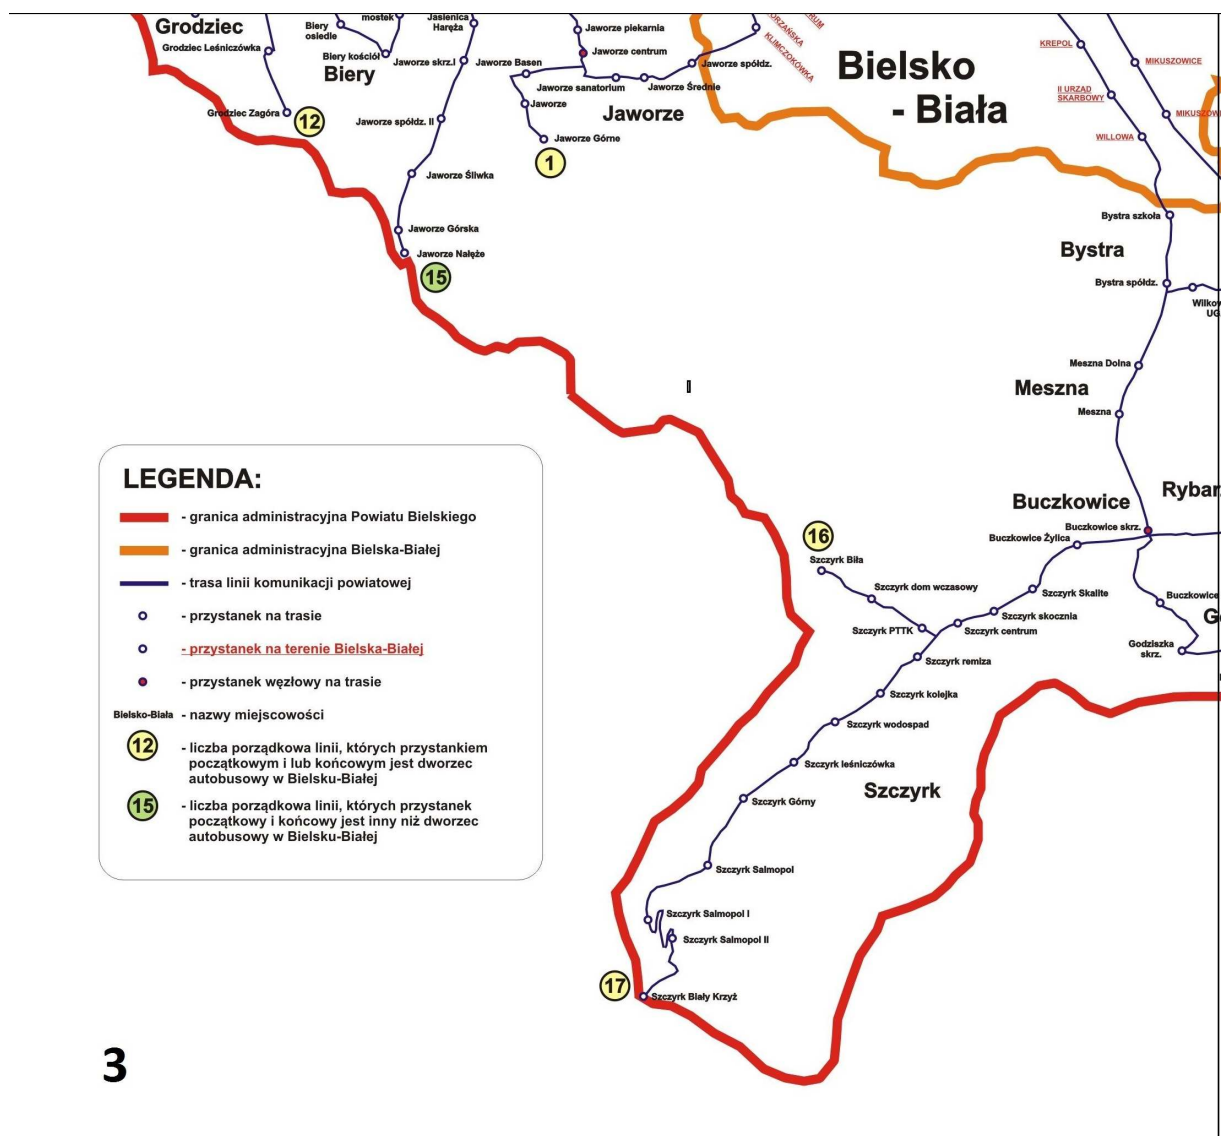 Grodziec
Grodziec Leśniczówka
Grodziec Zagóra
12
Biery
osiedle
mostek
Biery kościół
Biery
Jasienica
Haręża
Jaworze skrz.I
Jaworze spółdz. II
Jaworze Śliwka
Jaworze Górska
Jaworze Nałęże
15
Jaworze piekarnia
Jaworze centrum
Jaworze Basen
Jaworze sanatorium
Jaworze Średnie
Jaworze spółdz.
Jaworze
Jaworze
Jaworze Górne
1
KLIMCZOKÓWKA
Bielsko
- Biała
KREPOL
MIKUSZOWICE
II URZĄD
SKARBOWY
WILLOWA
Bystra szkoła
Bystra
Bystra spółdz.
UG
Meszna Dolna
Meszna
Meszna
Buczkowice
Buczkowice skrz.
Buczkowice Żylica
Buczkowice
Godziszka
skrz.
16
Szczyrk Biła
Szczyrk dom wczasowy
Szczyrk PTTK
Szczyrk Skalite
Szczyrk skocznia
Szczyrk centrum
Szczyrk remiza
Szczyrk kolejka
Szczyrk wodospad
Szczyrk leśniczówka
Szczyrk
Szczyrk Górny
Szczyrk Salmopol
Szczyrk Salmopol I
Szczyrk Salmopol II
17
Szczyrk Biały Krzyż
LEGENDA:
- granica administracyjna Powiatu Bielskiego
- granica administracyjna Bielska-Białej
- trasa linii komunikacji powiatowej
- przystanek na trasie
- przystanek na terenie Bielska-Białej
- przystanek węzłowy na trasie
Bielsko-Biała - nazwy miejscowości
12 - liczba porządkowa linii, których przystankiem
początkowym i lub końcowym jest dworzec
autobusowy w Bielsku-Białej
15 - liczba porządkowa linii, których przystanek
początkowy i końcowy jest inny niż dworzec
autobusowy w Bielsku-Białej
3